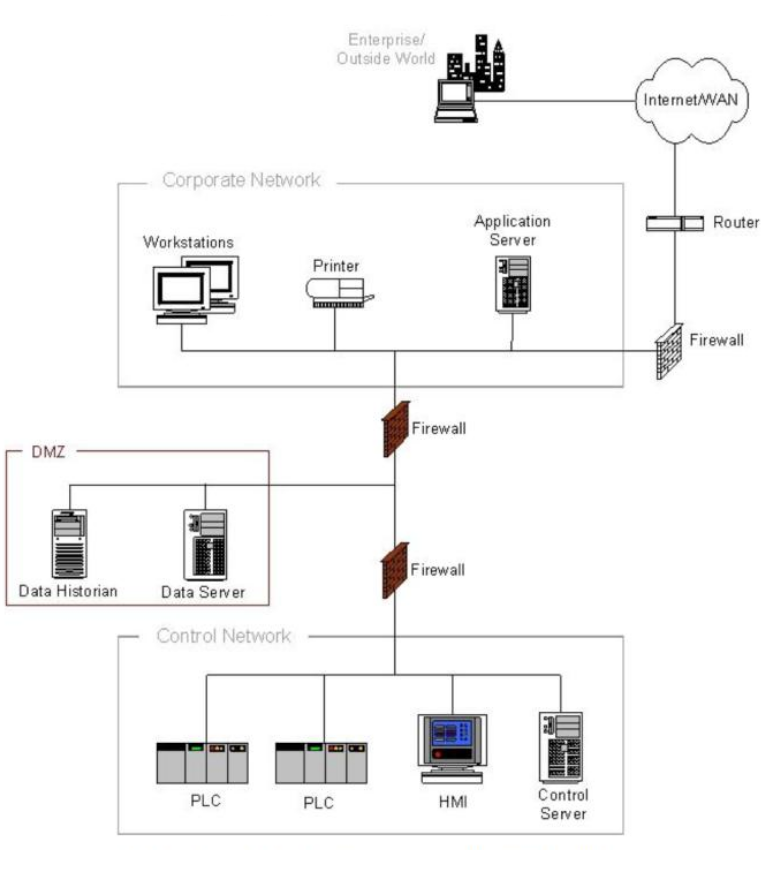 Enterprise/
Outside World
Internet/WAN
Corporate Network
Router
Workstations
Printer
Application
Server
Firewall
Firewall
DMZ
Data Historian
Data Server
Firewall
Control Network
PLC
PLC
HMI
Control
Server